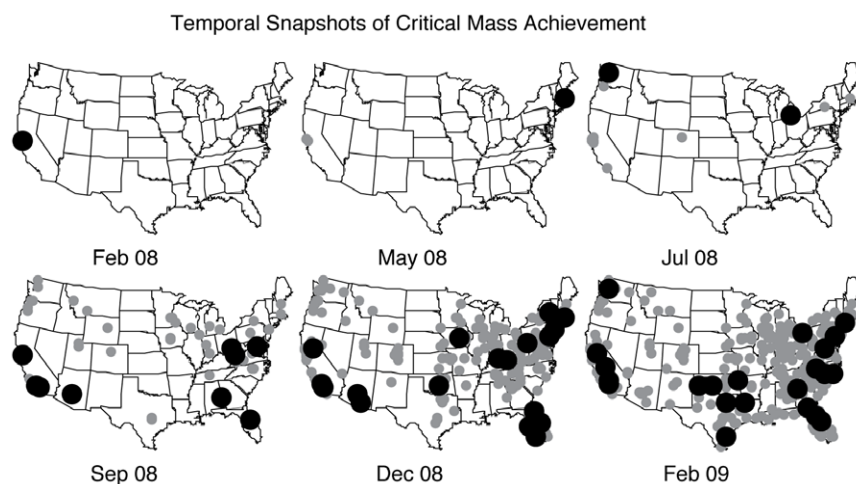 Temporal Snapshots of Critical Mass Achievement
Feb 08
May 08
Jul 08
Sep 08
Dec 08
Feb 09